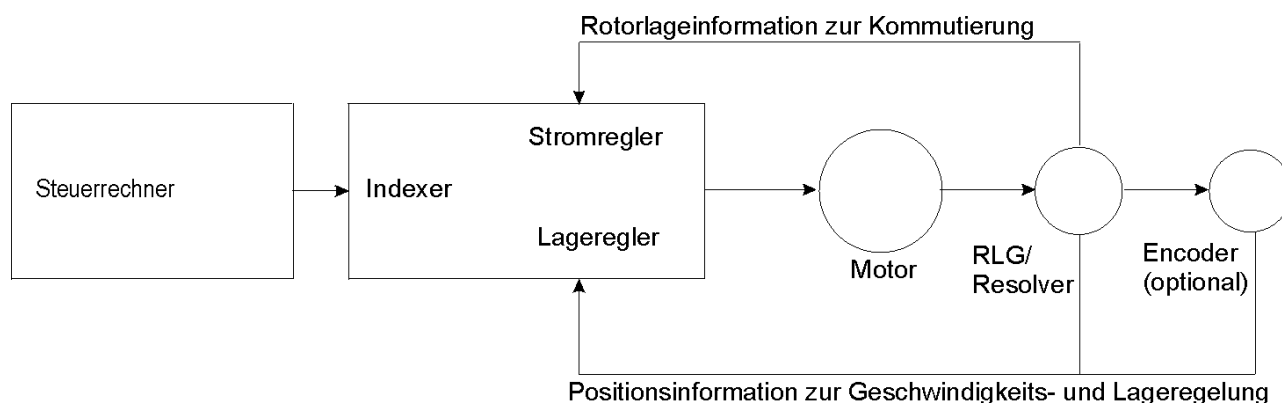 Rotorlageinformation zur Kommutierung
Stromregler
Steuerrechner
Indexer
Lageregler
Motor
RLG/
Resolver
Encoder
(optional)
Positionsinformation zur Geschwindigkeits- und Lageregelung